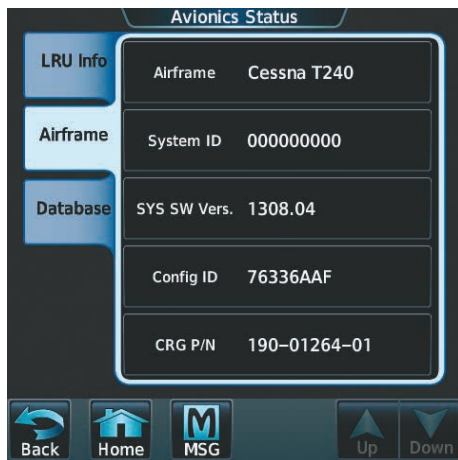 Avionics Status
LRU Info
Airframe Cessna T240
Airframe
System ID 000000000
Database
SYS SW Vers. 1308.04
Config ID 76336AAF
CRG P/N 190-01264-01
Back Home MSG Up Down